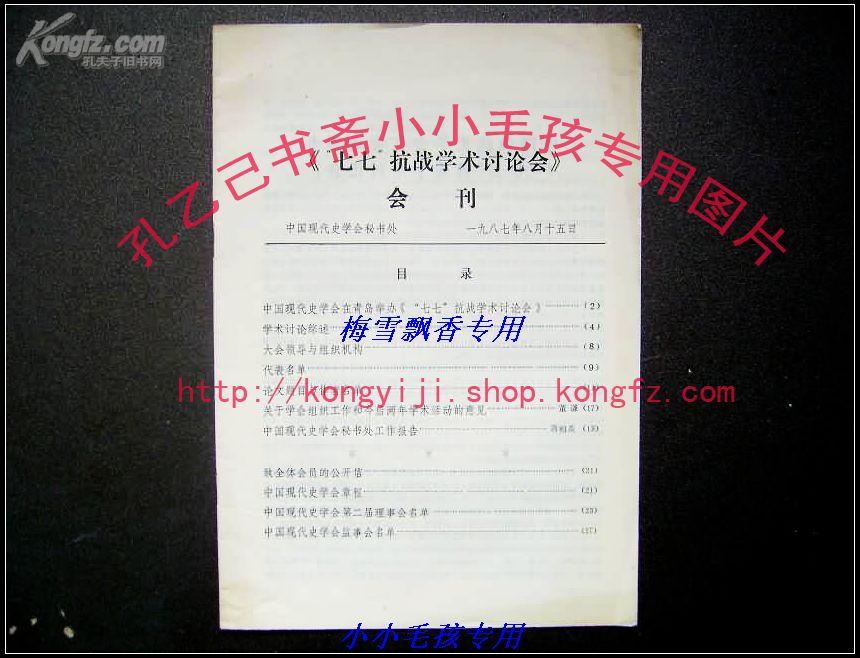 Kongfz.com
孔夫子旧书网
孔乙己书斋小小毛孩专用图片
《“七七”抗战学术讨论会》
会 刊
中国现代史学会秘书处 一九八七年八月十五日
目 录
中国现代史学会在青岛举办《“七七”抗战学术讨论会》 (2)
学术讨论综述 (4)
梅雪飘香专用
大会领导与组织机构 (8)
代表名单 (9)
http://kongyiji.shop.kongfz.com
关于学会组织工作和今后两年学术活动的意见 (17)
中国现代史学会秘书处工作报告
致全体会员的公开信
中国现代史学会章程 (21)
中国现代史学会第二届理事会名单
中国现代史学会监事会名单 (27)
小小毛孩专用